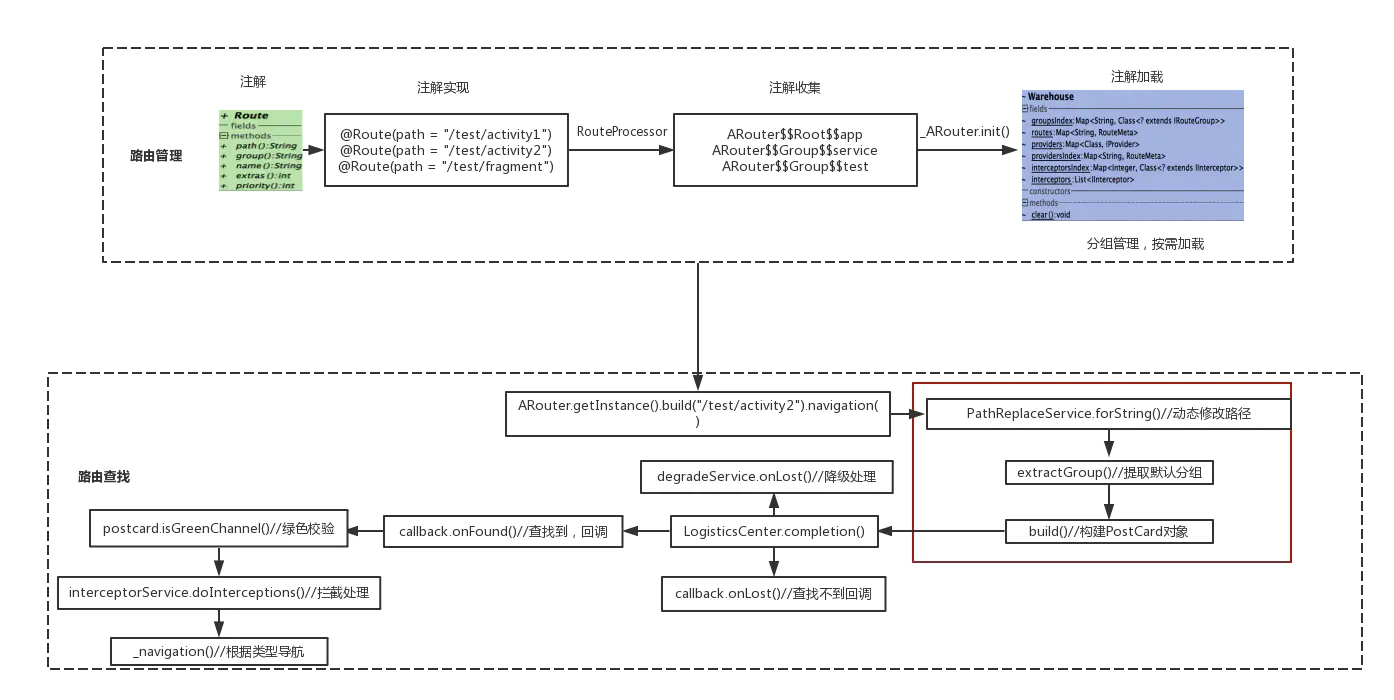 注解
注解实现
注解收集
注解加载
路由管理
+ Route
fields
methods
+ path():String
+ group():String
+ name():String
+ extras():int
+ priority():int
@Route(path = "/test/activity1")
@Route(path = "/test/activity2")
@Route(path = "/test/fragment")
RouteProcessor
ARouter$$Root$$app
ARouter$$Group$$service
ARouter$$Group$$test
_ARouter.init()
~ Warehouse
fields
~ groupsIndex:Map<String, Class<? extends IRouteGroup>>
~ routes:Map<String, RouteMeta>
~ providers:Map<Class, IProvider>
~ providersIndex:Map<String, RouteMeta>
~ interceptorsIndex:Map<Integer, Class<? extends IInterceptor>>
~ interceptors:List<IInterceptor>
constructors
methods
~ clear():void
分组管理，按需加载
路由查找
ARouter.getInstance().build("/test/activity2").navigation(
)
PathReplaceService.forString()//动态修改路径
extractGroup()//提取默认分组
build()//构建PostCard对象
degradeService.onLost()//降级处理
LogisticsCenter.completion()
callback.onLost()//查找不到回调
callback.onFound()//查找到，回调
postcard.isGreenChannel()//绿色校验
interceptorService.doInterceptions()//拦截处理
_navigation()//根据类型导航